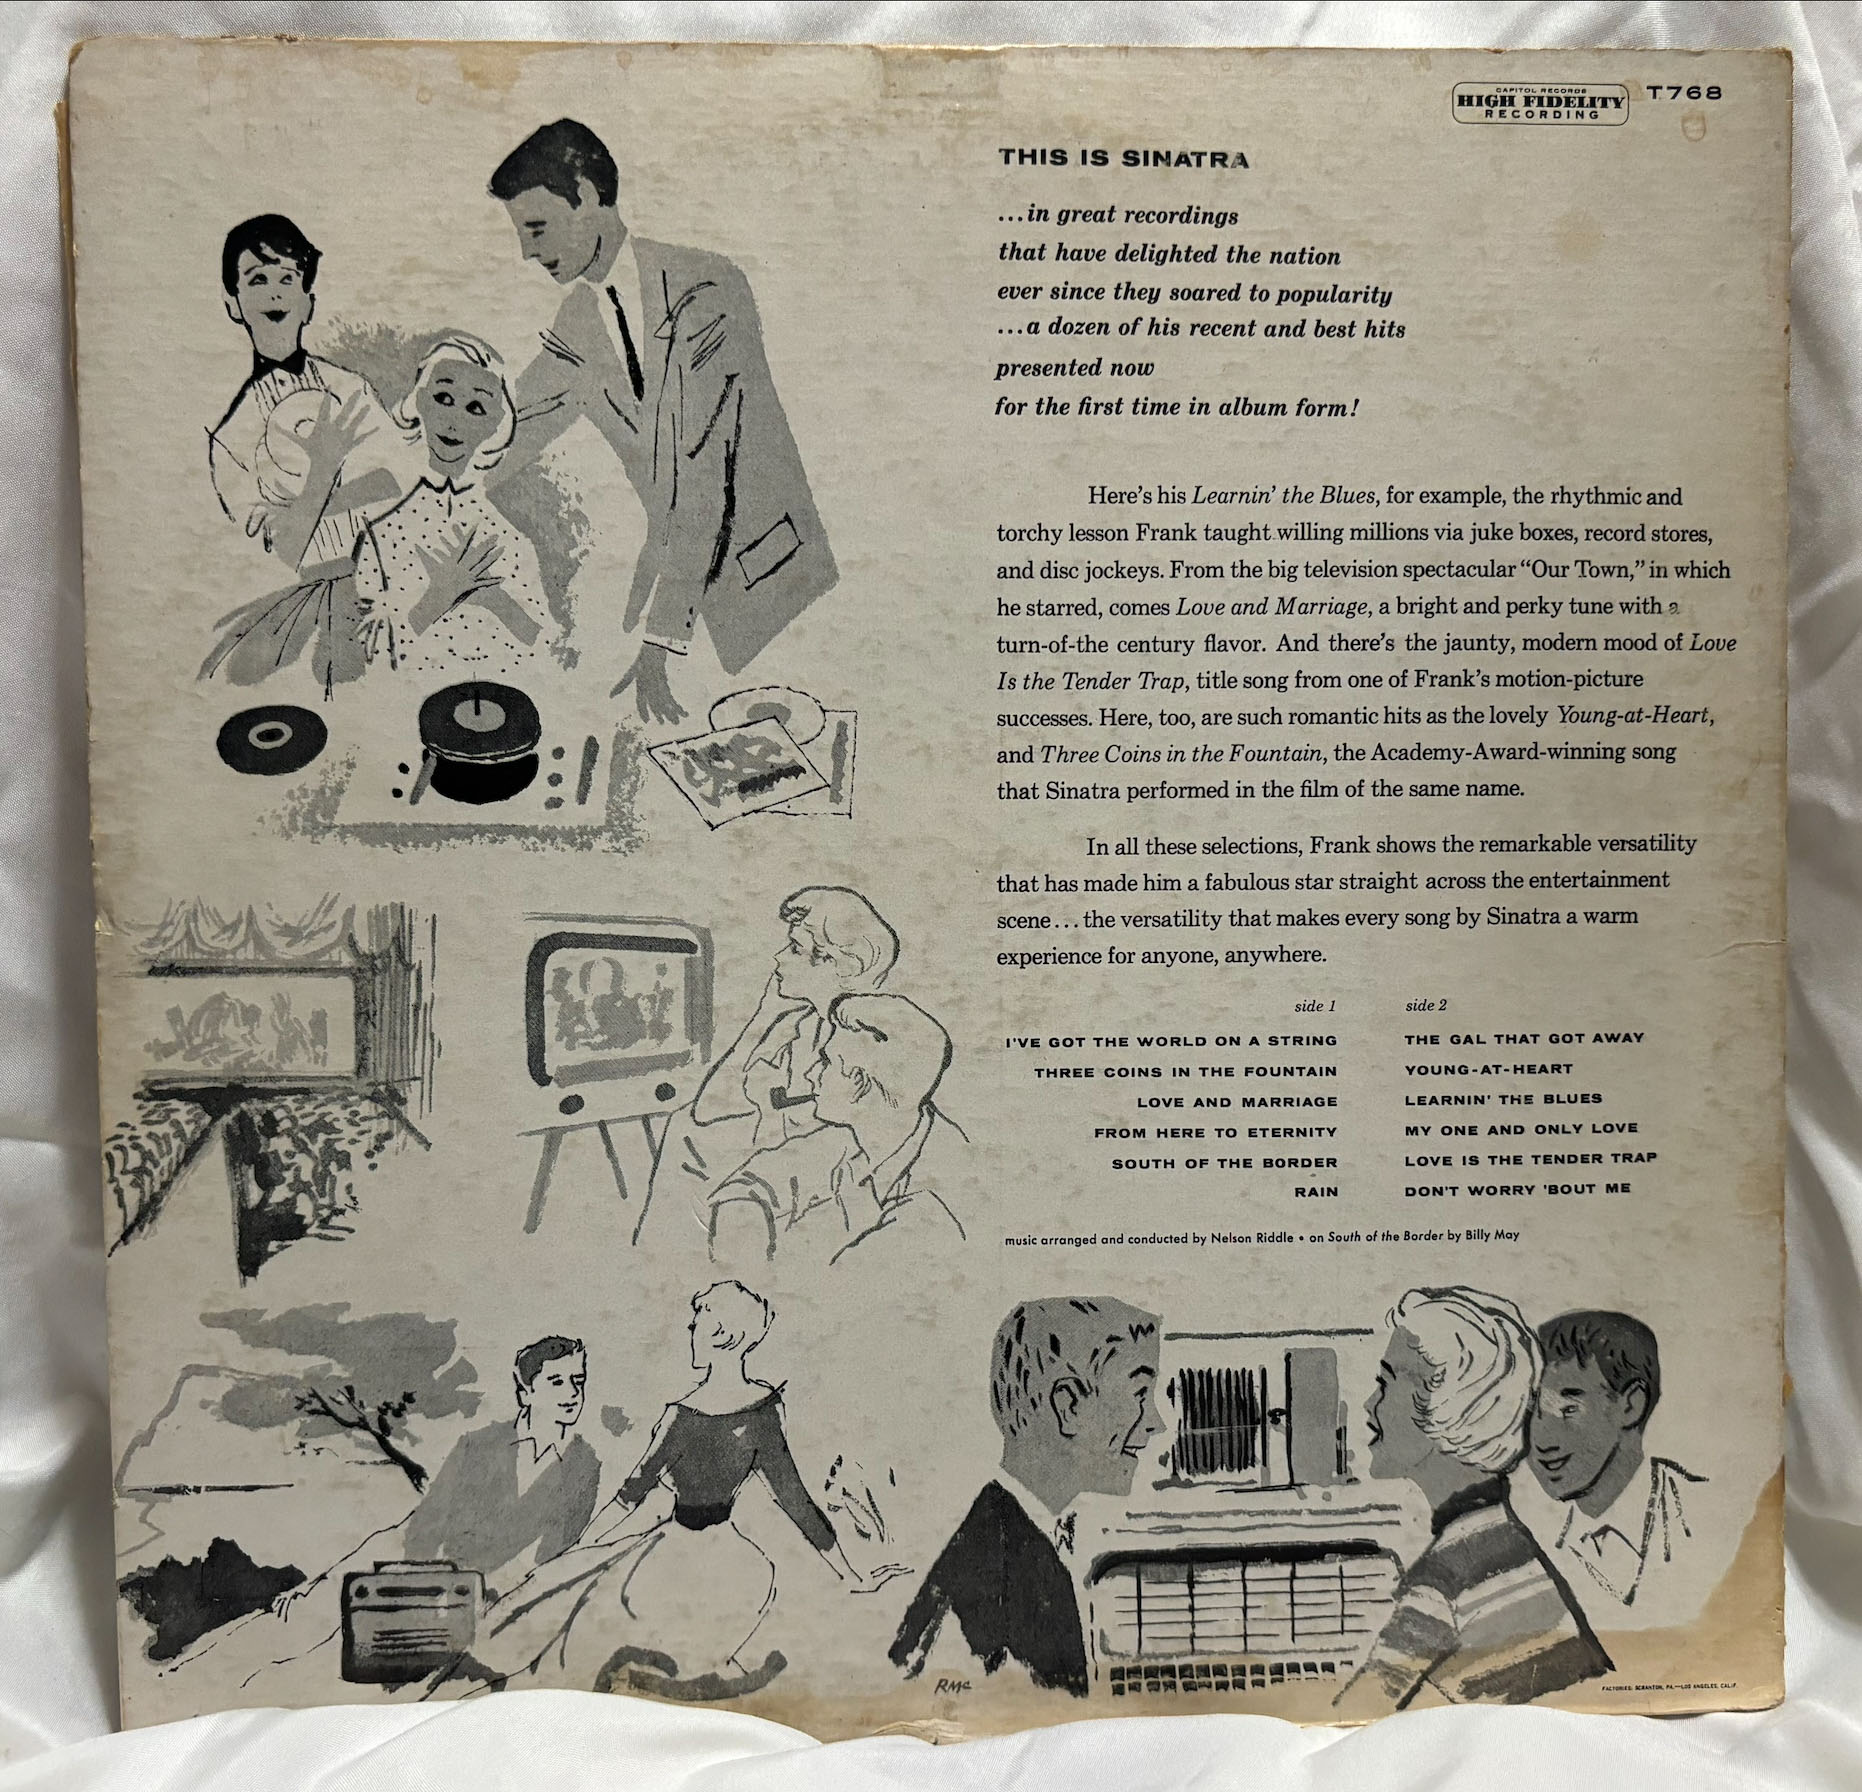 CAPITOL RECORDS
HIGH FIDELITY
RECORDING
T768
THIS IS SINATRA
...in great recordings
that have delighted the nation
ever since they soared to popularity
...a dozen of his recent and best hits
presented now
for the first time in album form!
Here's his Learnin' the Blues, for example, the rhythmic and
torchy lesson Frank taught willing millions via juke boxes, record stores,
and disc jockeys. From the big television spectacular "Our Town," in which
he starred, comes Love and Marriage, a bright and perky tune with a
turn-of-the century flavor. And there's the jaunty, modern mood of Love
Is the Tender Trap, title song from one of Frank's motion-picture
successes. Here, too, are such romantic hits as the lovely Young-at-Heart,
and Three Coins in the Fountain, the Academy-Award-winning song
that Sinatra performed in the film of the same name.
In all these selections, Frank shows the remarkable versatility
that has made him a fabulous star straight across the entertainment
scene...the versatility that makes every song by Sinatra a warm
experience for anyone, anywhere.
side 1
I'VE GOT THE WORLD ON A STRING
THREE COINS IN THE FOUNTAIN
LOVE AND MARRIAGE
FROM HERE TO ETERNITY
SOUTH OF THE BORDER
RAIN
side 2
THE GAL THAT GOT AWAY
YOUNG-AT-HEART
LEARNIN' THE BLUES
MY ONE AND ONLY LOVE
LOVE IS THE TENDER TRAP
DON'T WORRY 'BOUT ME
music arranged and conducted by Nelson Riddle • on South of the Border by Billy May
RMc
FACTORIES: SCRANTON, PA.—LOS ANGELES, CALIF.